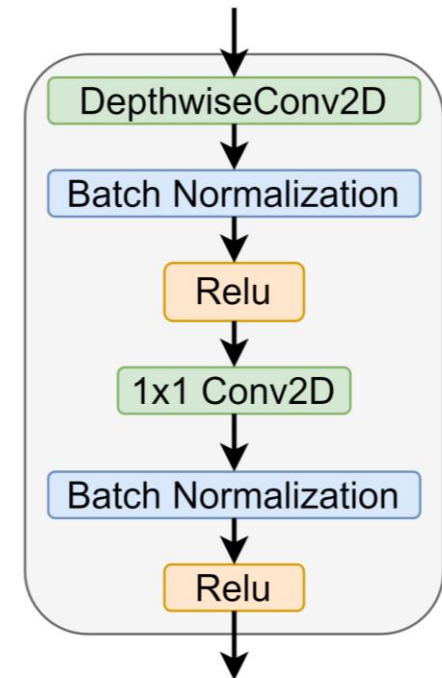 DepthwiseConv2D
Batch Normalization
Relu
1x1 Conv2D
Batch Normalization
Relu